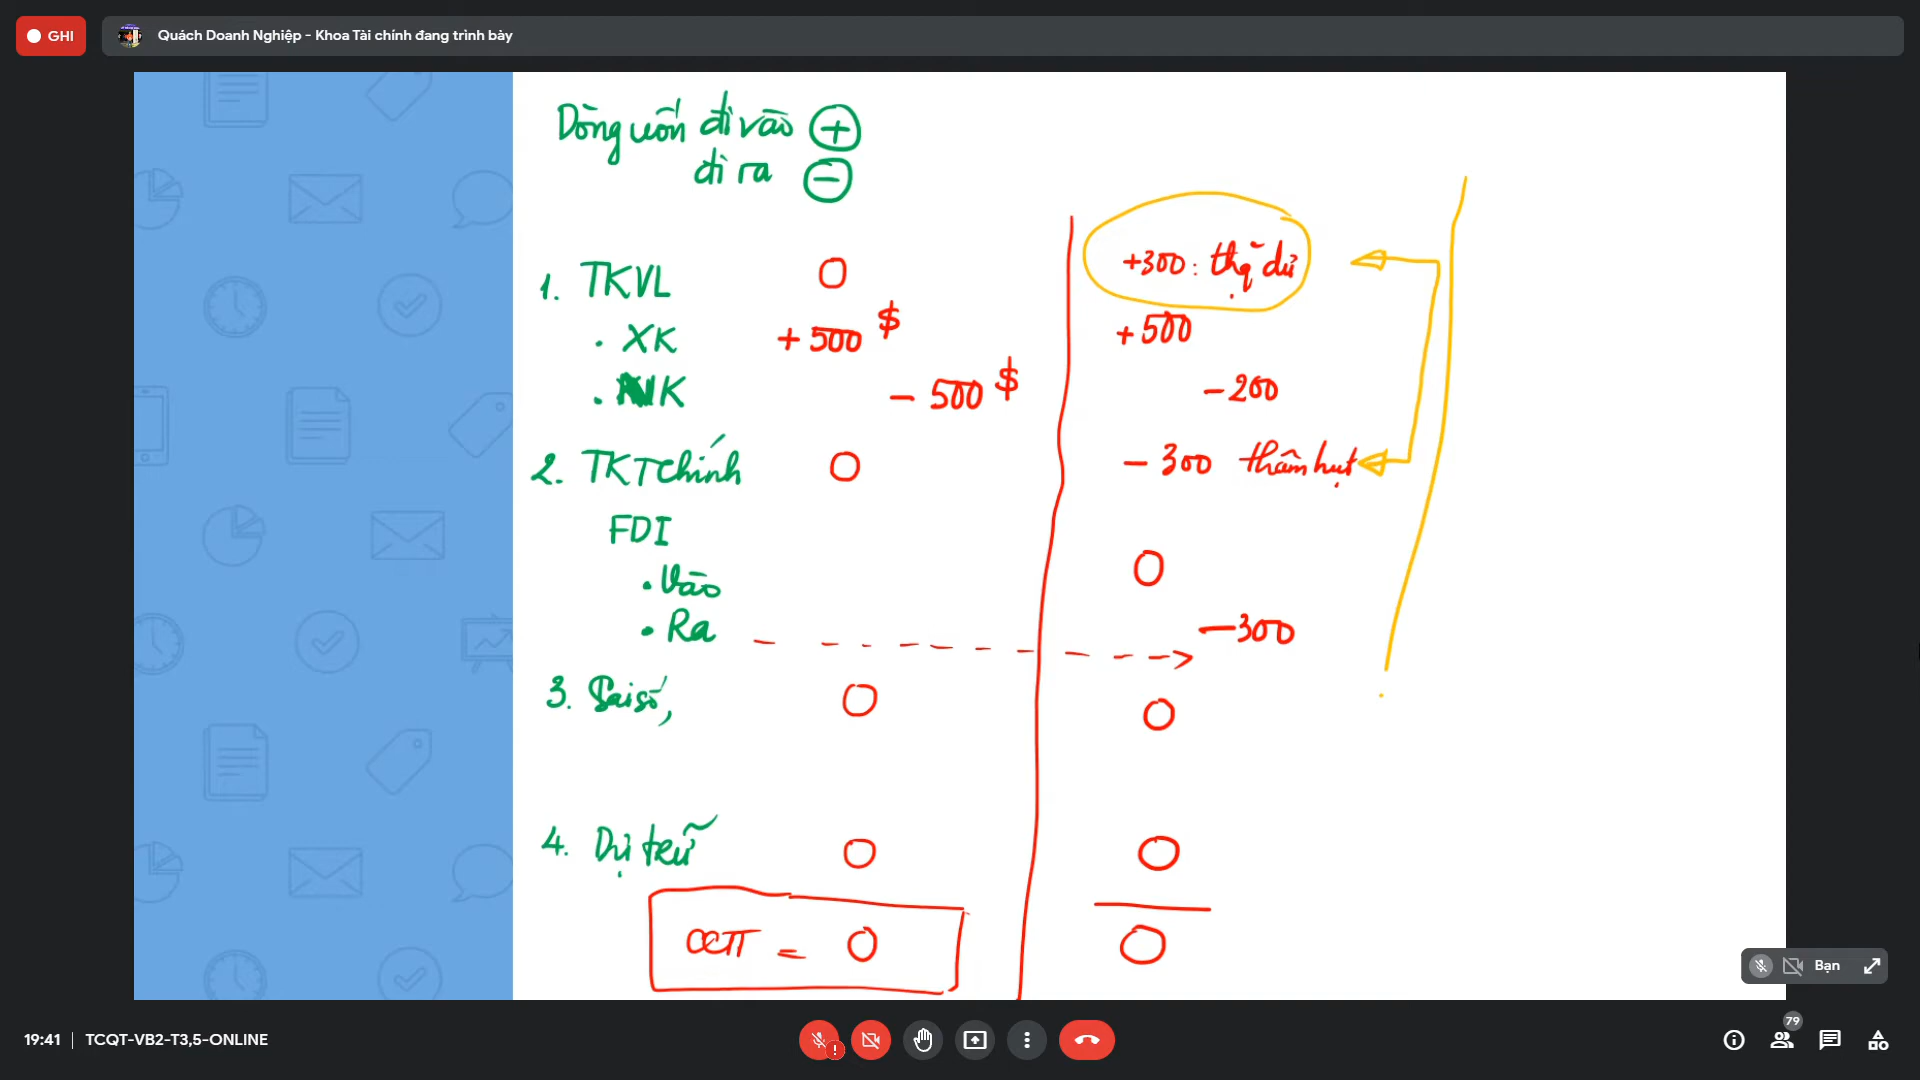 GHI
Quách Doanh Nghiệp - Khoa Tài chính đang trình bày
Dòng vốn đi vào +
đi ra -
1. TKVL 0 +300 : thặ dư
• XK +500 $ +500
• NK - 500 $ -200
2. TKTchính 0 - 300 thâm hụt
FDI
• Vào 0
• Ra -300
3. Sai số, 0 0
4. Dự trữ 0 0
CCTT = 0 0
Bạn
79
19:41 | TCQT-VB2-T3,5-ONLINE